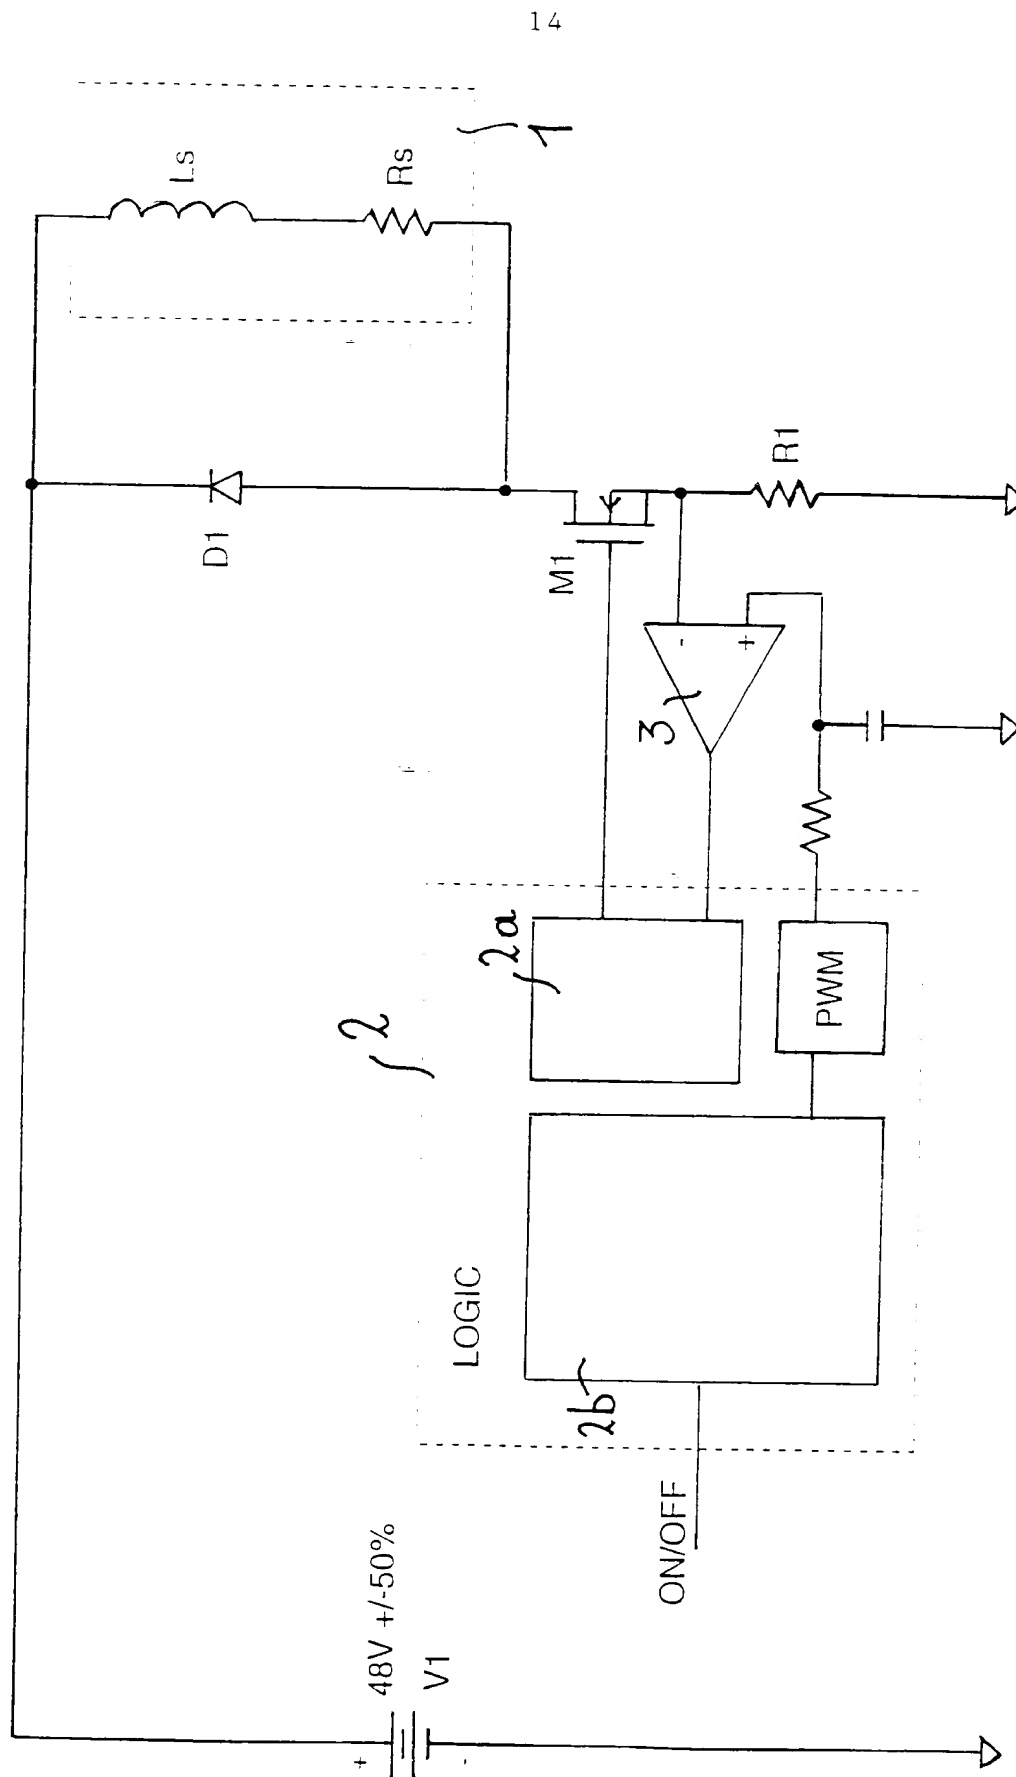 14
48V +/-50%
+
V1
-
ON/OFF
LOGIC
2
2a
2b
PWM
3
-
+
M1
D1
R1
Ls
Rs
1